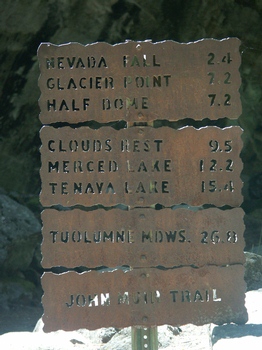 NEVADA FALL 2.4
GLACIER POINT 7.2
HALF DOME 7.2
CLOUDS REST 9.5
MERCED LAKE 12.2
TENAYA LAKE 15.4
TUOLUMNE MDWS. 26.8
JOHN MUIR TRAIL